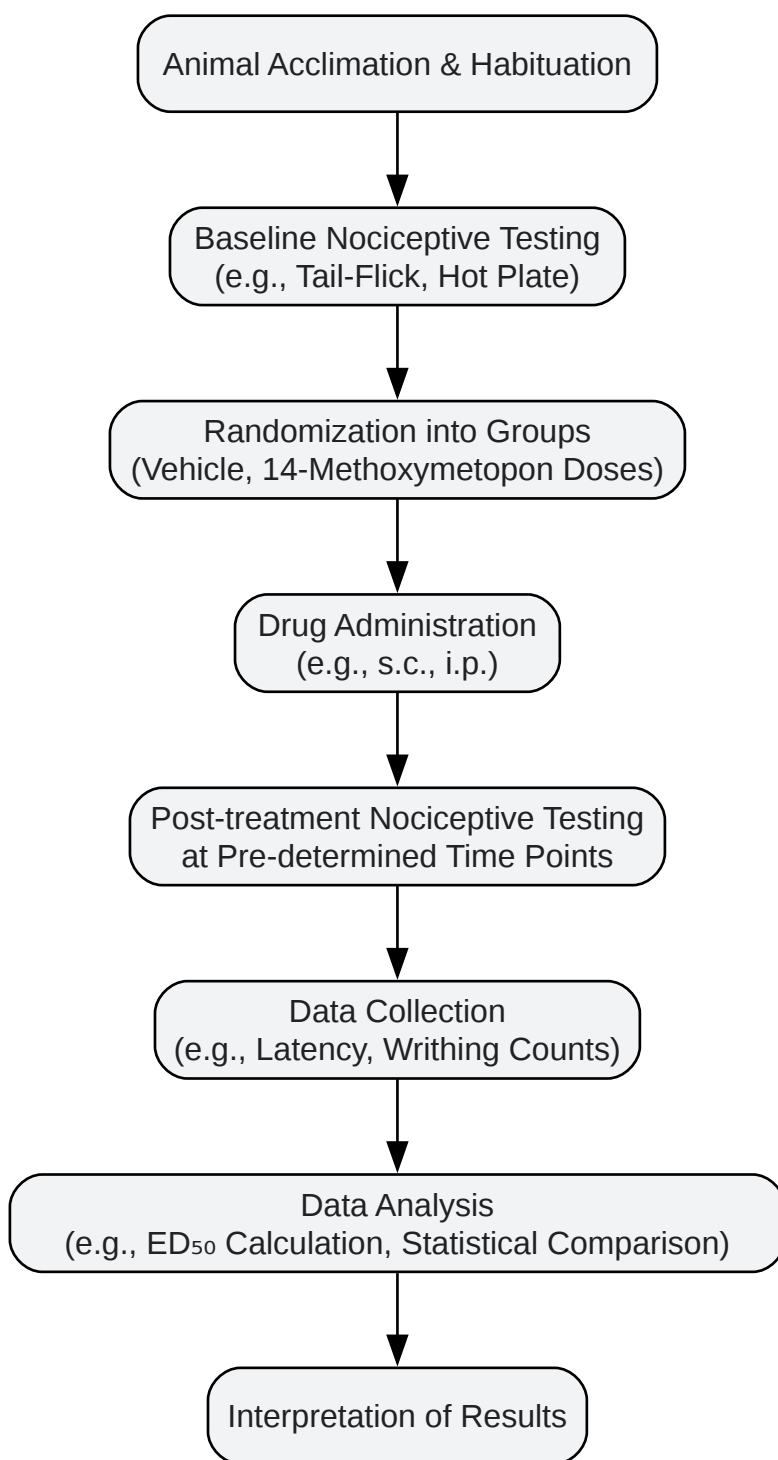 Animal Acclimation & Habituation
Baseline Nociceptive Testing
(e.g., Tail-Flick, Hot Plate)
Randomization into Groups
(Vehicle, 14-Methoxymetopon Doses)
Drug Administration
(e.g., s.c., i.p.)
Post-treatment Nociceptive Testing
at Pre-determined Time Points
Data Collection
(e.g., Latency, Writhing Counts)
Data Analysis
(e.g., ED₅₀ Calculation, Statistical Comparison)
Interpretation of Results